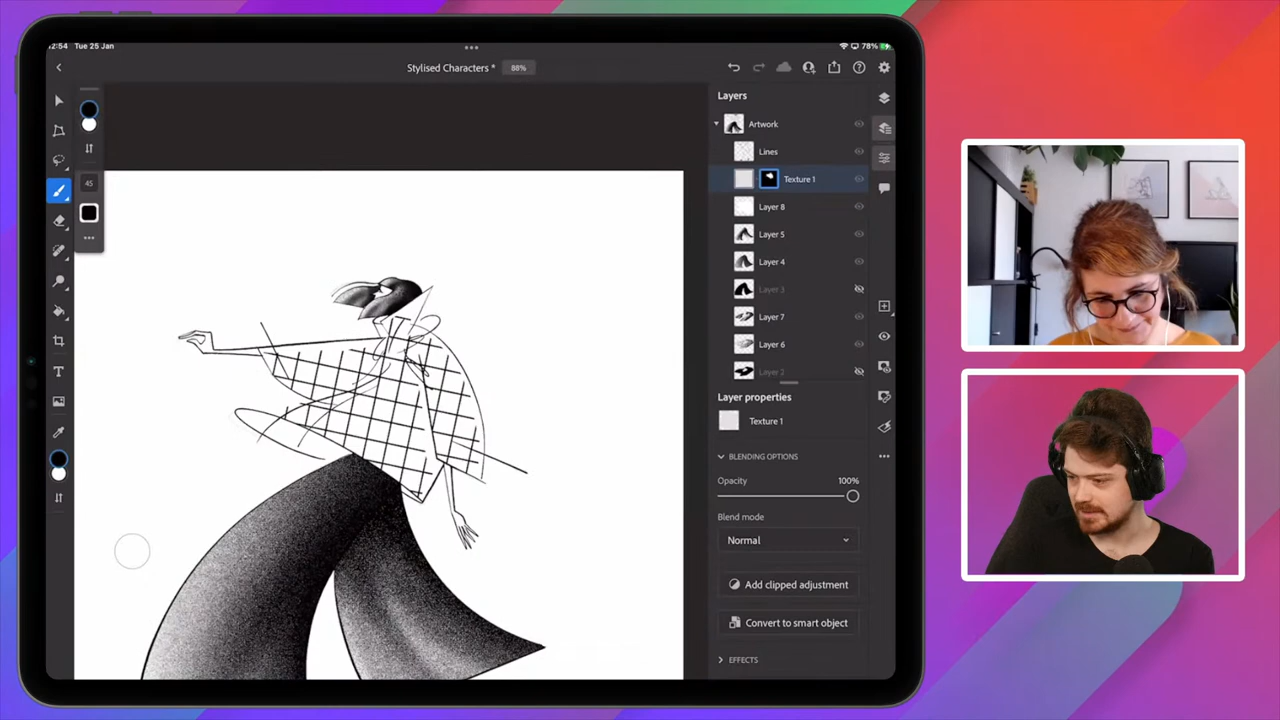 2:54 Tue 25 Jan
78%
Stylised Characters *
88%
45
Layers
Artwork
Lines
Texture 1
Layer 8
Layer 5
Layer 4
Layer 3
Layer 7
Layer 6
Layer 2
Layer properties
Texture 1
BLENDING OPTIONS
Opacity
100%
Blend mode
Normal
Add clipped adjustment
Convert to smart object
EFFECTS